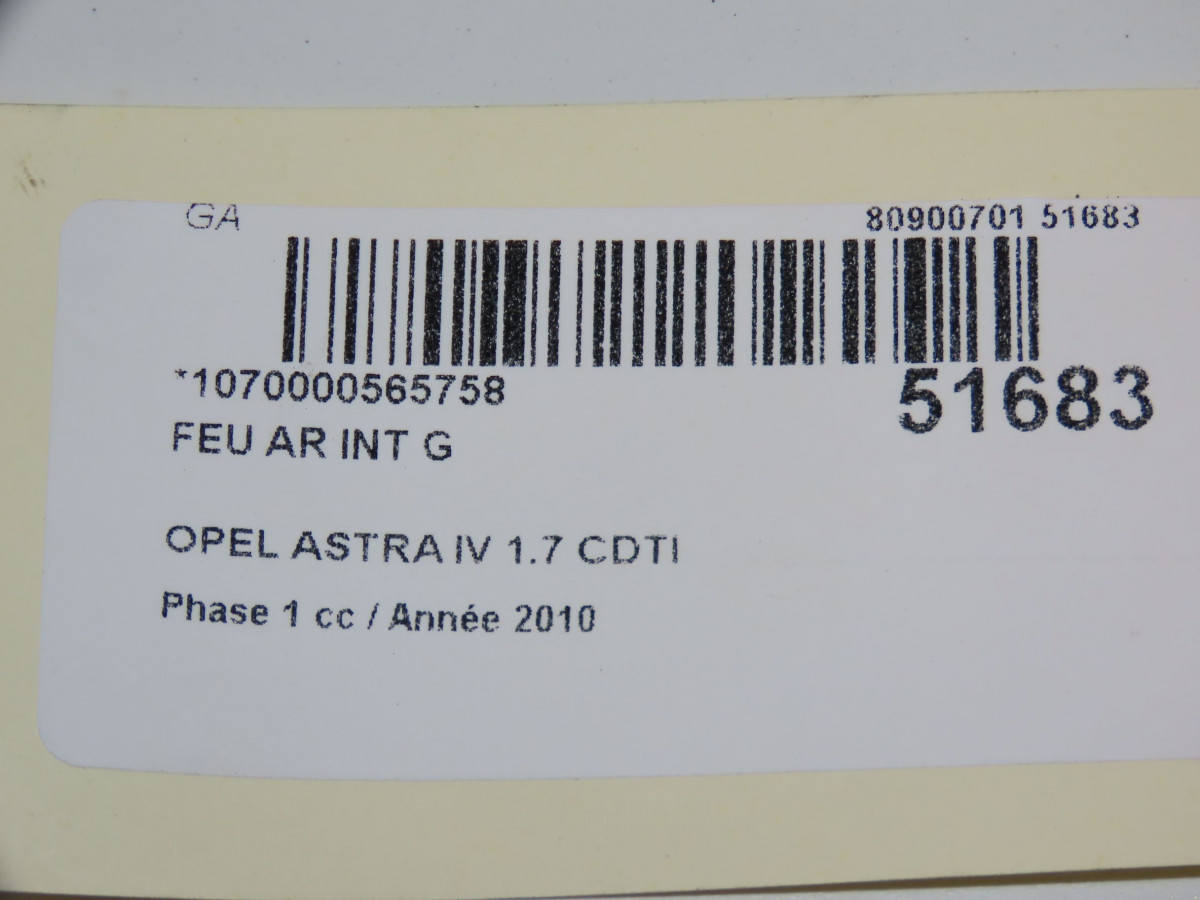 GA 80900701 51683
*1070000565758 51683
FEU AR INT G
OPEL ASTRA IV 1.7 CDTI
Phase 1 cc / Année 2010